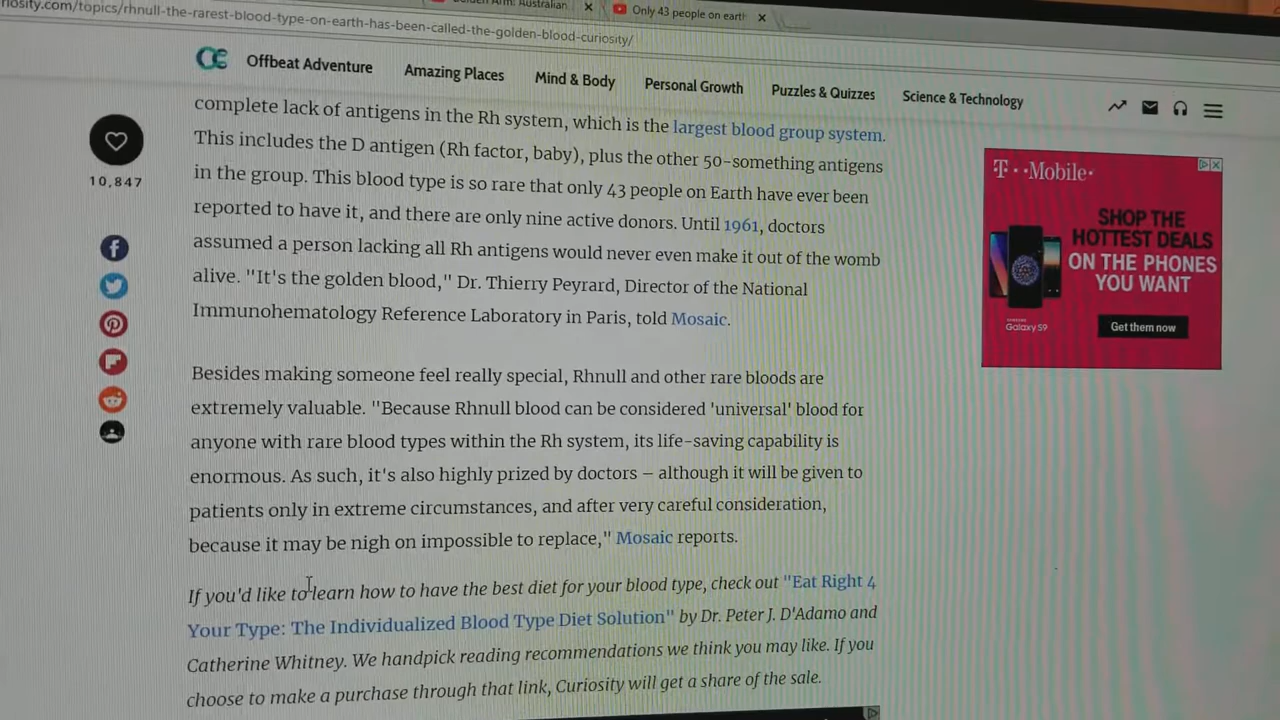 Australian
Only 43 people on earth
riosity.com/topics/rhnull-the-rarest-blood-type-on-earth-has-been-called-the-golden-blood-curiosity/
Offbeat Adventure Amazing Places Mind & Body Personal Growth Puzzles & Quizzes Science & Technology
complete lack of antigens in the Rh system, which is the largest blood group system.
This includes the D antigen (Rh factor, baby), plus the other 50-something antigens
in the group. This blood type is so rare that only 43 people on Earth have ever been
reported to have it, and there are only nine active donors. Until 1961, doctors
assumed a person lacking all Rh antigens would never even make it out of the womb
alive. "It's the golden blood," Dr. Thierry Peyrard, Director of the National
Immunohematology Reference Laboratory in Paris, told Mosaic.
10,847
Besides making someone feel really special, Rhnull and other rare bloods are
extremely valuable. "Because Rhnull blood can be considered 'universal' blood for
anyone with rare blood types within the Rh system, its life-saving capability is
enormous. As such, it's also highly prized by doctors – although it will be given to
patients only in extreme circumstances, and after very careful consideration,
because it may be nigh on impossible to replace," Mosaic reports.
If you'd like to learn how to have the best diet for your blood type, check out "Eat Right 4
Your Type: The Individualized Blood Type Diet Solution" by Dr. Peter J. D'Adamo and
Catherine Whitney. We handpick reading recommendations we think you may like. If you
choose to make a purchase through that link, Curiosity will get a share of the sale.
T··Mobile·
SHOP THE
HOTTEST DEALS
ON THE PHONES
YOU WANT
SAMSUNG
Galaxy S9
Get them now